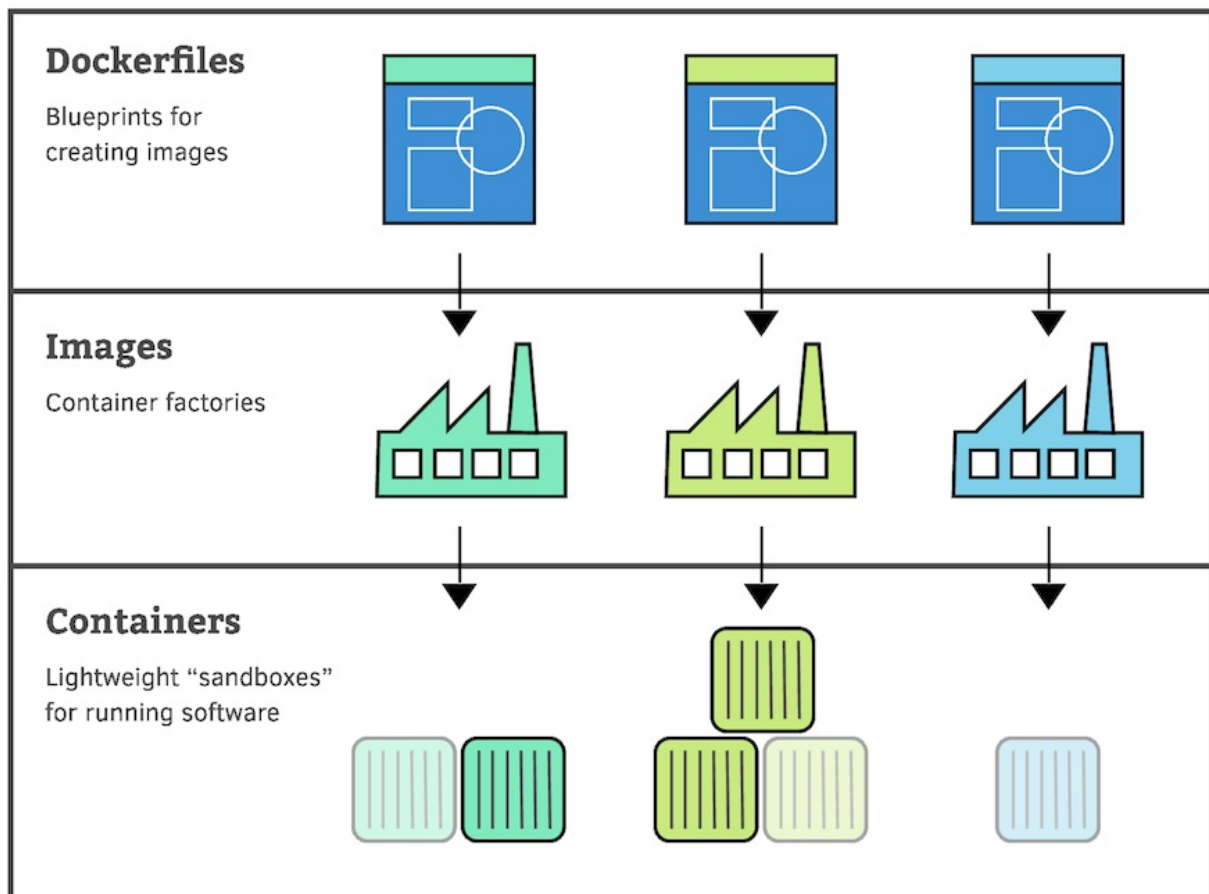 Dockerfiles
Blueprints for
creating images
Images
Container factories
Containers
Lightweight “sandboxes”
for running software